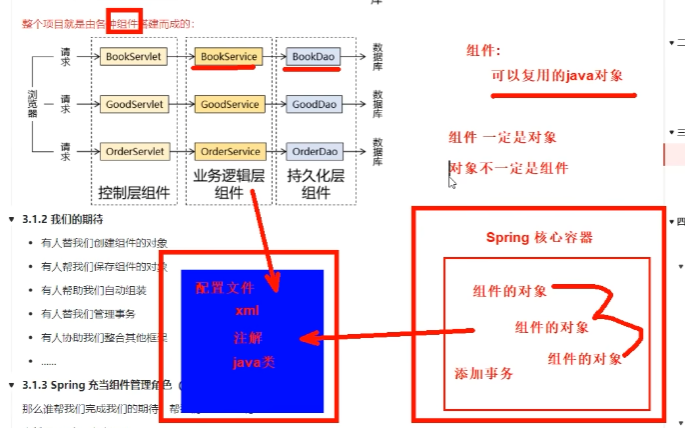 库
整个项目就是由各种组件搭建而成的:
请求
BookServlet
BookService
BookDao
数据库
浏览器
请求
GoodServlet
GoodService
GoodDao
数据库
请求
OrderServlet
OrderService
OrderDao
数据库
控制层组件
业务逻辑层
组件
持久化层
组件
组件:
可以复用的java对象
组件 一定是对象
对象不一定是组件
3.1.2 我们的期待
有人替我们创建组件的对象
有人帮我们保存组件的对象
有人帮助我们自动组装
有人替我们管理事务
有人协助我们整合其他框
......
3.1.3 Spring 充当组件管理角色 (
那么谁帮我们完成我们的期待, 帮
配置文件
xml
注解
java类
Spring 核心容器
组件的对象
组件的对象
组件的对象
添加事务
二
三
四